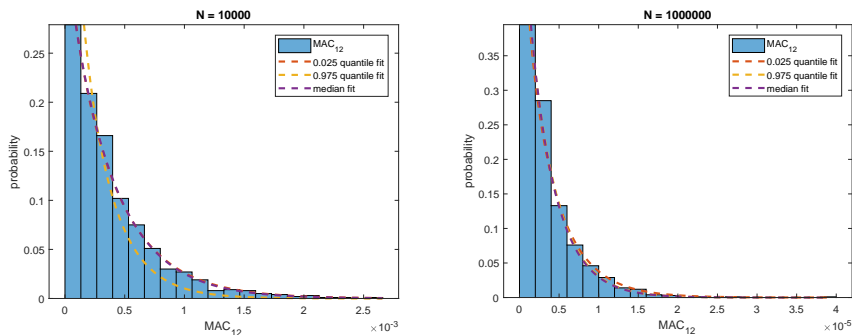 N = 10000
MAC12
0.025 quantile fit
0.975 quantile fit
median fit
probability
0.25
0.2
0.15
0.1
0.05
0
0 0.5 1 1.5 2 2.5
MAC12
×10-3
N = 1000000
MAC12
0.025 quantile fit
0.975 quantile fit
median fit
probability
0.35
0.3
0.25
0.2
0.15
0.1
0.05
0
0 0.5 1 1.5 2 2.5 3 3.5 4
MAC12
×10-5